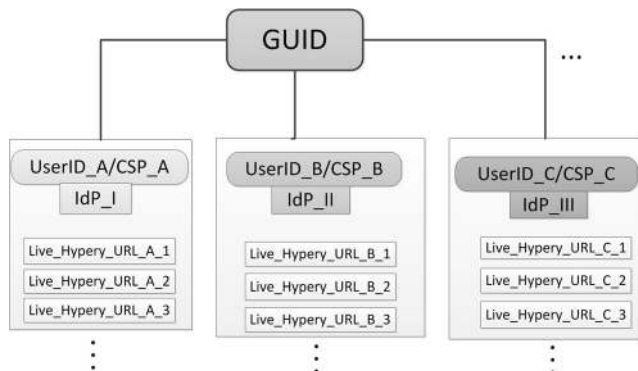 GUID
...
UserID_A/CSP_A
IdP_I
Live_Hypery_URL_A_1
Live_Hypery_URL_A_2
Live_Hypery_URL_A_3
UserID_B/CSP_B
IdP_II
Live_Hypery_URL_B_1
Live_Hypery_URL_B_2
Live_Hypery_URL_B_3
UserID_C/CSP_C
IdP_III
Live_Hypery_URL_C_1
Live_Hypery_URL_C_2
Live_Hypery_URL_C_3